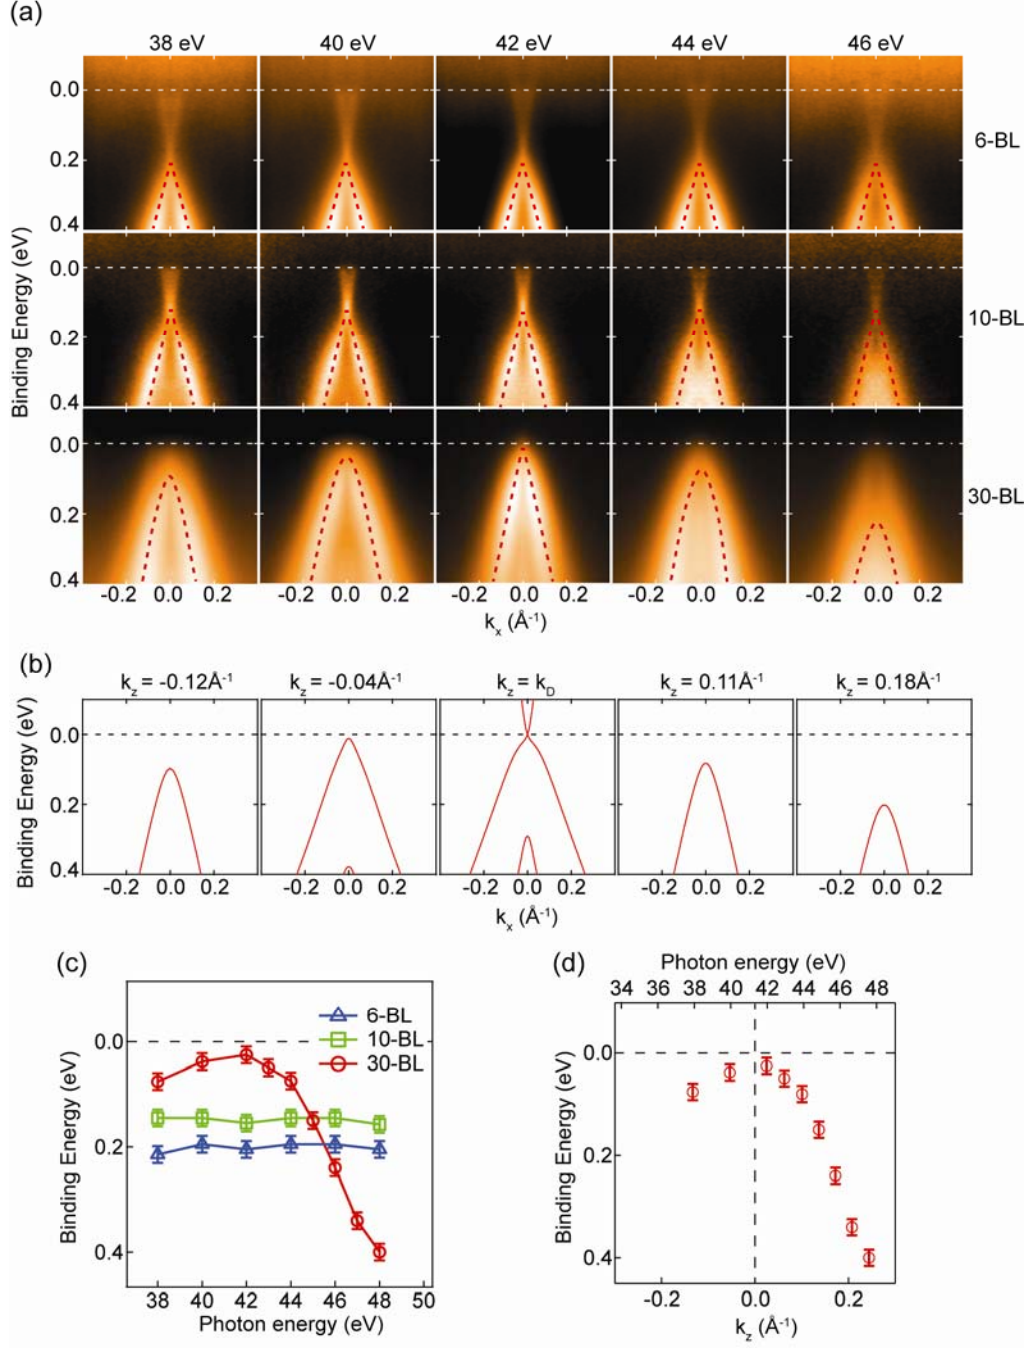 (a)
38 eV 40 eV 42 eV 44 eV 46 eV
0.0
0.2
0.4
6-BL
0.0
0.2
0.4
10-BL
0.0
0.2
0.4
30-BL
Binding Energy (eV)
-0.2 0.0 0.2 -0.2 0.0 0.2 -0.2 0.0 0.2 -0.2 0.0 0.2 -0.2 0.0 0.2
kx (Å-1)
(b)
kz = -0.12Å-1 kz = -0.04Å-1 kz = kD kz = 0.11Å-1 kz = 0.18Å-1
Binding Energy (eV)
0.0
0.2
0.4
-0.2 0.0 0.2 -0.2 0.0 0.2 -0.2 0.0 0.2 -0.2 0.0 0.2 -0.2 0.0 0.2
kx (Å-1)
(c)
6-BL
10-BL
30-BL
Binding Energy (eV)
0.0
0.2
0.4
38 40 42 44 46 48 50
Photon energy (eV)
(d)
Photon energy (eV)
34 36 38 40 42 44 46 48
Binding Energy (eV)
0.0
0.2
0.4
-0.2 0.0 0.2
kz (Å-1)